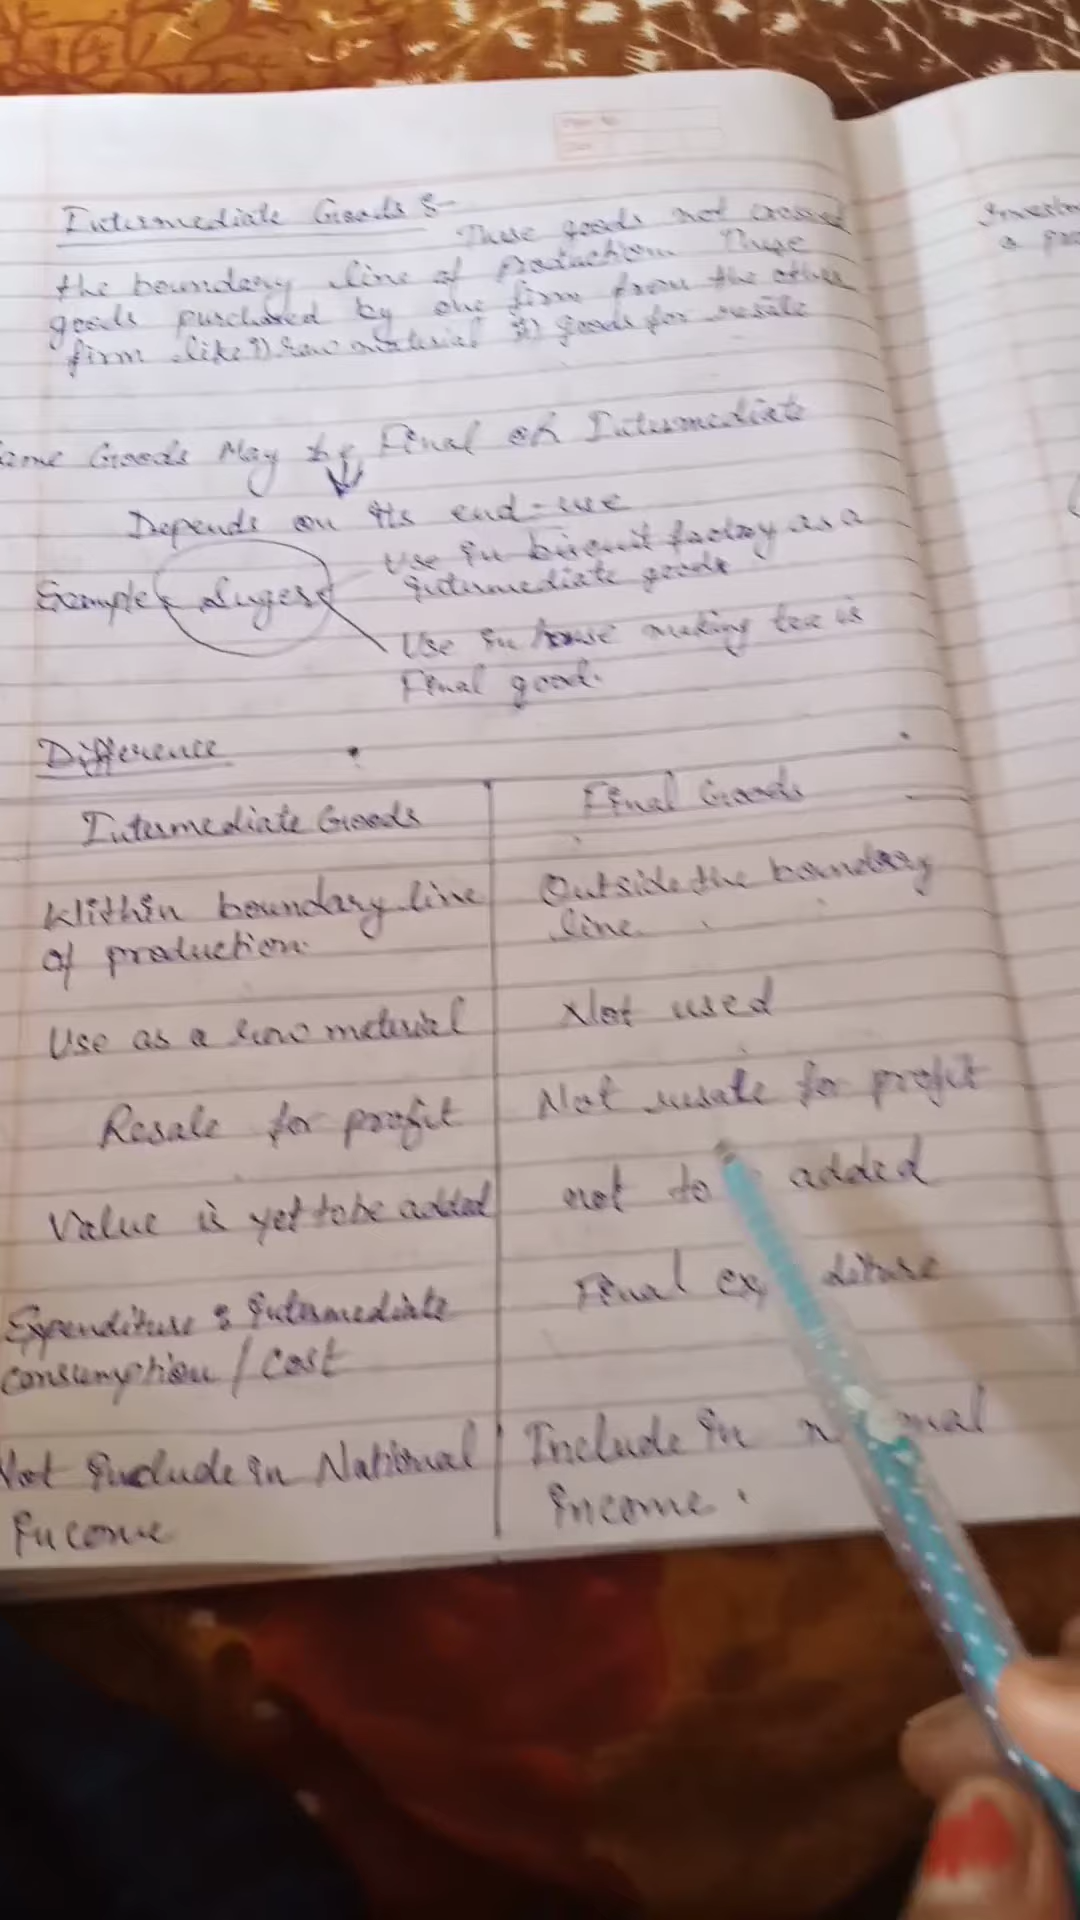 Intermediate Goods :-
These goods not crossed
the boundary line of production. These
goods purchased by one firm from the other
firm like i) raw material ii) goods for resale
Same Goods May be Final or Intermediate
Depends on its end-use
Use in biscuit factory as a
intermediate goods
Example: Suger
Use in house making tea is
Final good.
Difference
Intermediate Goods
Final Goods
Within boundary line
of production.
Outside the boundary
line.
Use as a raw material
Not used
Resale for profit
Not resale for profit
Value is yet to be added
not to added
Expenditure : intermediate
consumption / cost
Final
Not include in National
income
Include in
income.